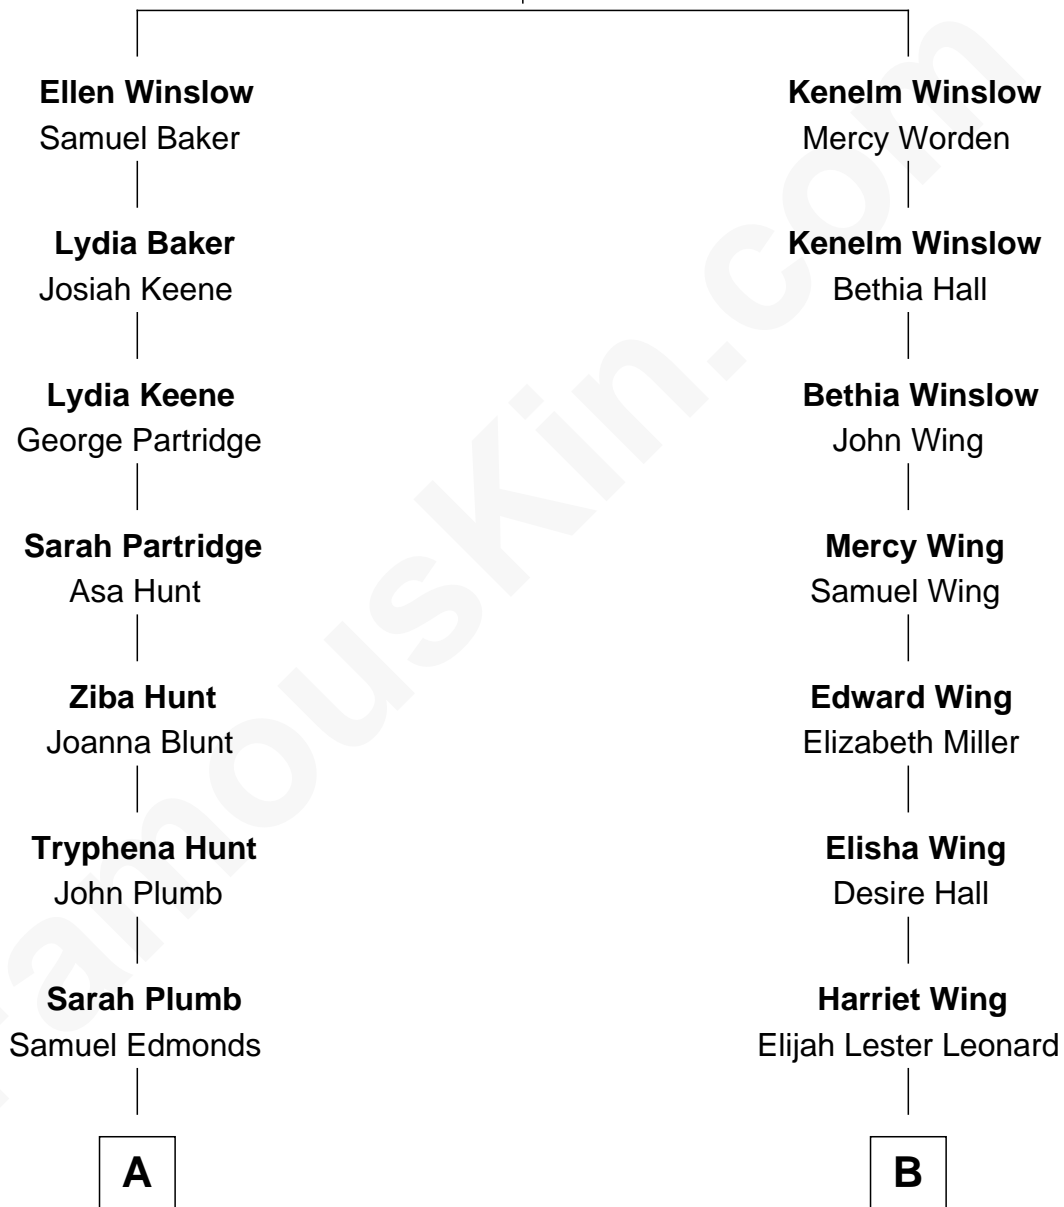 Ellen Winslow
Samuel Baker
Lydia Baker
Josiah Keene
Lydia Keene
George Partridge
Sarah Partridge
Asa Hunt
Ziba Hunt
Joanna Blunt
Tryphena Hunt
John Plumb
Sarah Plumb
Samuel Edmonds
A
Kenelm Winslow
Mercy Worden
Kenelm Winslow
Bethia Hall
Bethia Winslow
John Wing
Mercy Wing
Samuel Wing
Edward Wing
Elizabeth Miller
Elisha Wing
Desire Hall
Harriet Wing
Elijah Lester Leonard
B
FamousKin.com